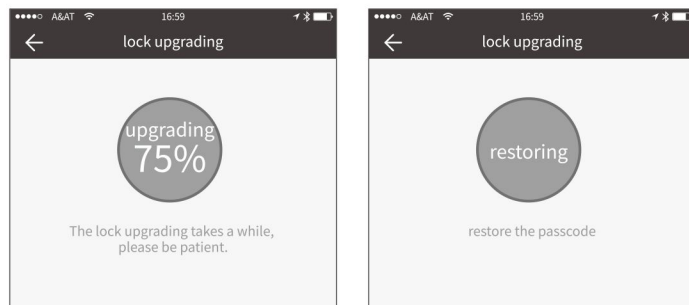 A&AT 16:59
lock upgrading
upgrading
75%
The lock upgrading takes a while,
please be patient.
A&AT 16:59
lock upgrading
restoring
restore the passcode